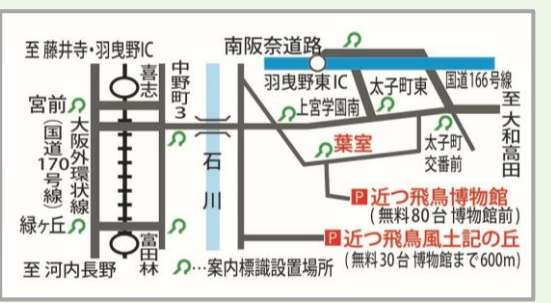 至 藤井寺・羽曳野IC
南阪奈道路
喜志
中野町3
羽曳野東IC
太子町東
国道166号線
宮前
上宮学園南
至 大和高田
大阪外環状線
(国道170号線)
石川
葉室
太子町
交番前
近つ飛鳥博物館
(無料80台 博物館前)
緑ヶ丘
富田林
近つ飛鳥風土記の丘
(無料30台 博物館まで600m)
至 河内長野
…案内標識設置場所
P
P